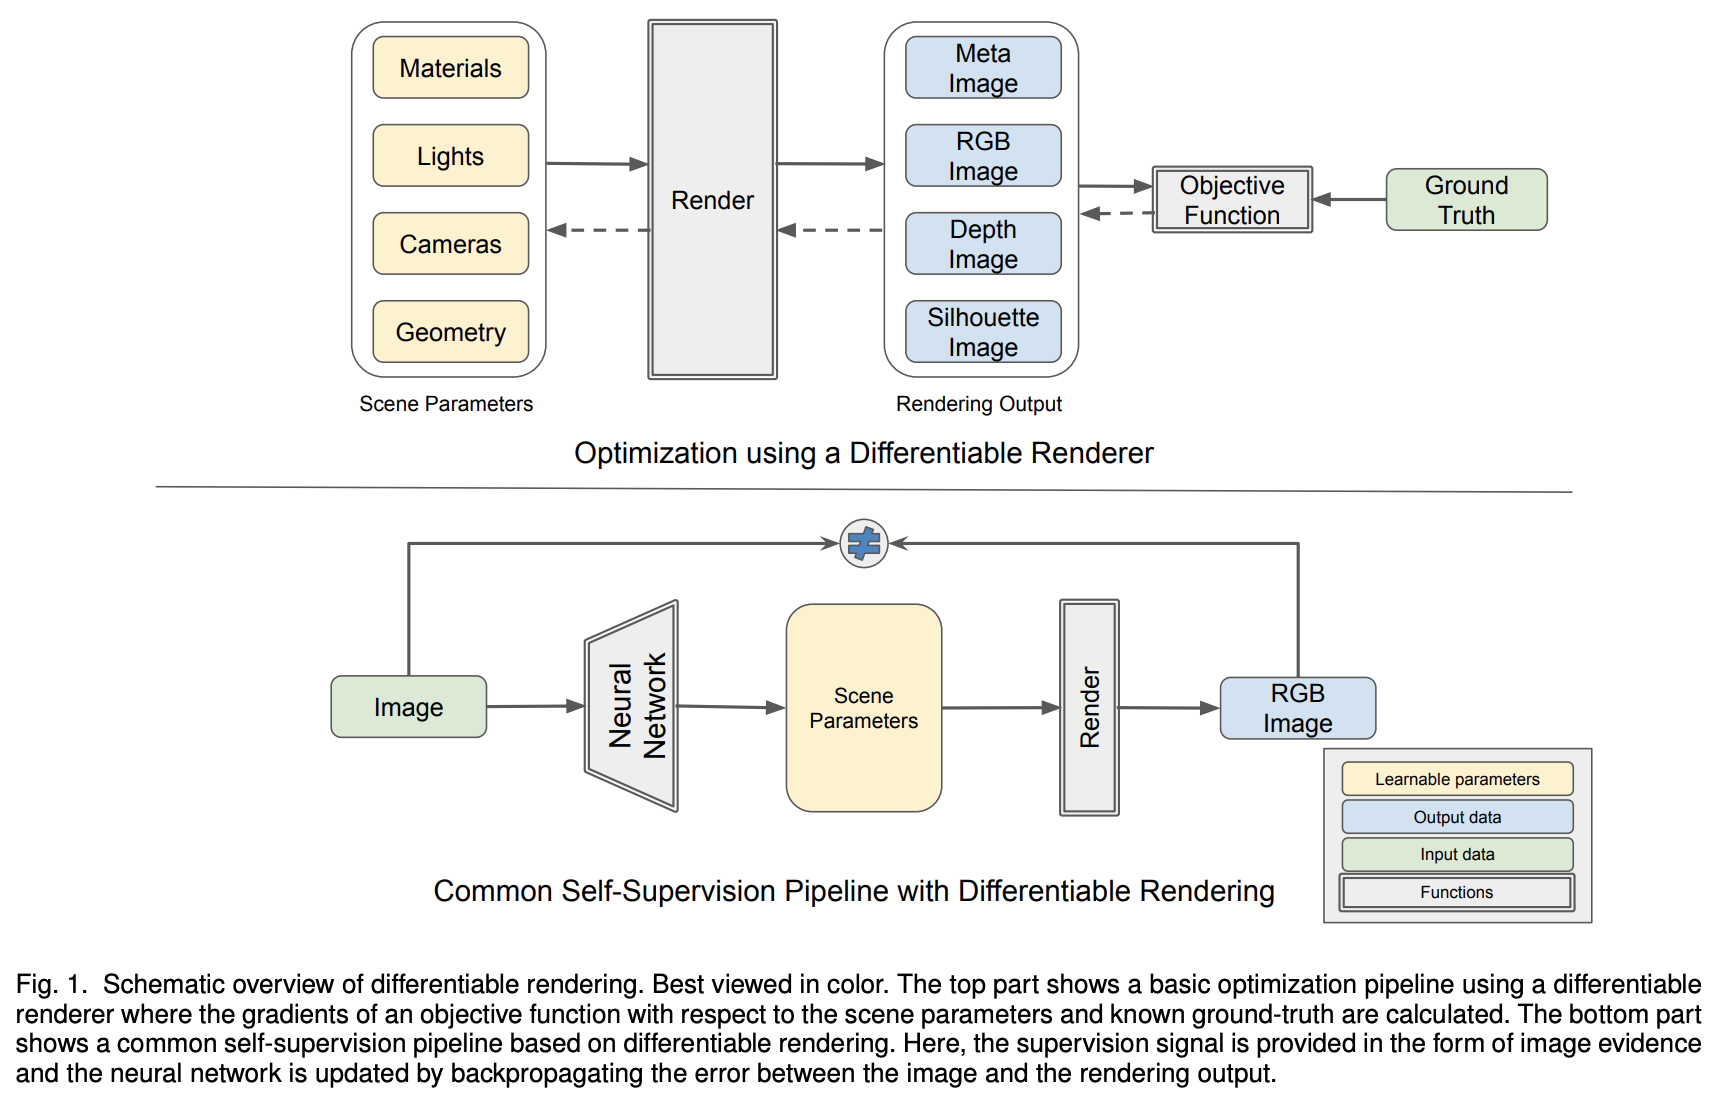 Materials
Lights
Cameras
Geometry
Scene Parameters
Render
Meta
Image
RGB
Image
Depth
Image
Silhouette
Image
Rendering Output
Objective
Function
Ground
Truth
Optimization using a Differentiable Renderer
≠
Image
Neural
Network
Scene
Parameters
Render
RGB
Image
Learnable parameters
Output data
Input data
Functions
Common Self-Supervision Pipeline with Differentiable Rendering
Fig. 1. Schematic overview of differentiable rendering. Best viewed in color. The top part shows a basic optimization pipeline using a differentiable
renderer where the gradients of an objective function with respect to the scene parameters and known ground-truth are calculated. The bottom part
shows a common self-supervision pipeline based on differentiable rendering. Here, the supervision signal is provided in the form of image evidence
and the neural network is updated by backpropagating the error between the image and the rendering output.